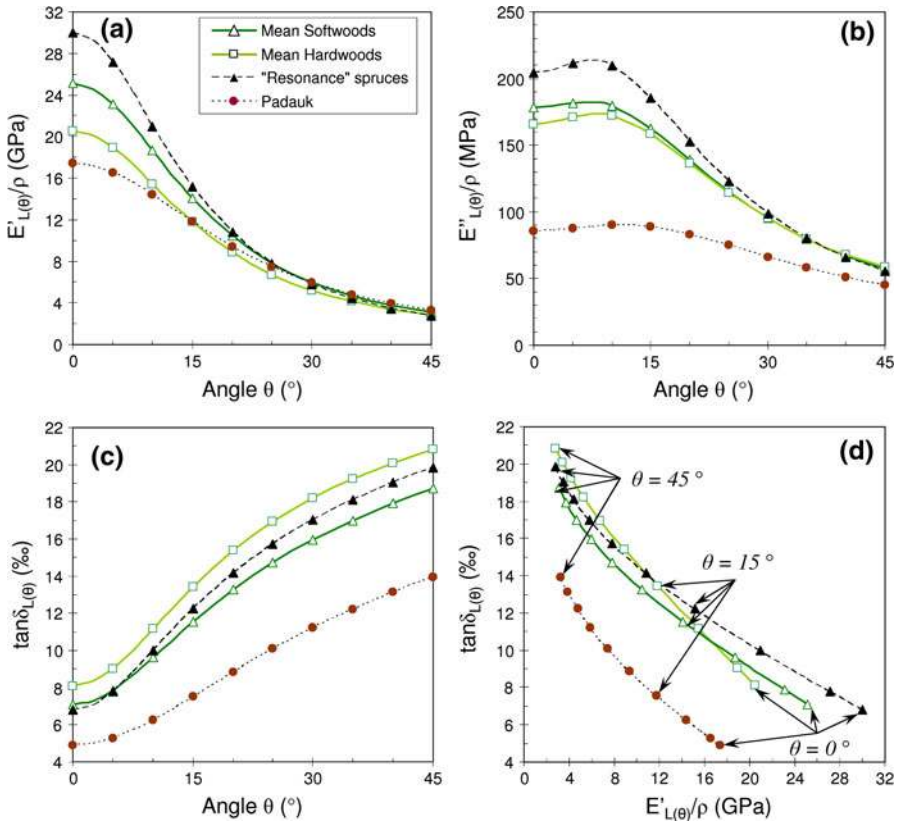 (a)
Mean Softwoods
Mean Hardwoods
"Resonance" spruces
Padauk
E'L(θ)/ρ (GPa)
32
28
24
20
16
12
8
4
0
0
15
30
45
Angle θ (°)
(b)
E''L(θ)/ρ (MPa)
250
200
150
100
50
0
0
15
30
45
Angle θ (°)
(c)
tanδL(θ) (‰)
22
20
18
16
14
12
10
8
6
4
0
15
30
45
Angle θ (°)
(d)
tanδL(θ) (‰)
22
20
18
16
14
12
10
8
6
4
θ = 45 °
θ = 15 °
θ = 0 °
0
4
8
12
16
20
24
28
32
E'L(θ)/ρ (GPa)